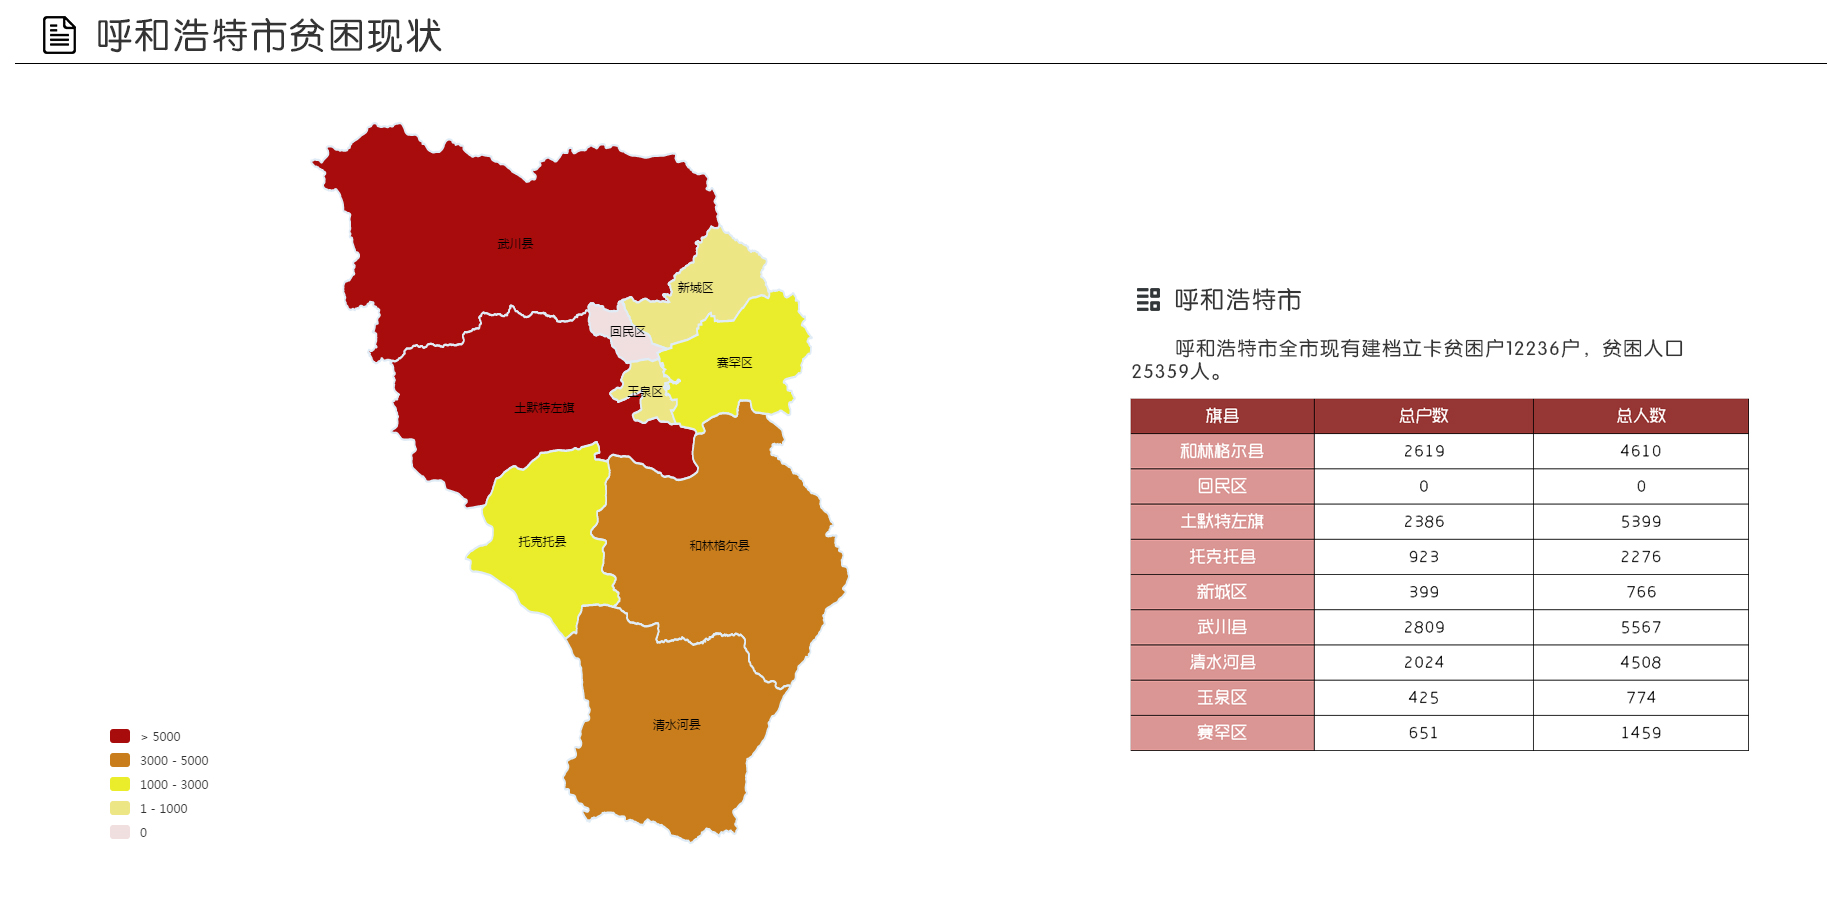 呼和浩特市贫困现状
武川县
新城区
回民区
赛罕区
玉泉区
土默特左旗
托克托县
和林格尔县
清水河县
> 5000
3000 - 5000
1000 - 3000
1 - 1000
0
呼和浩特市
呼和浩特市全市现有建档立卡贫困户12236户，贫困人口
25359人。
旗县 总户数 总人数
和林格尔县 2619 4610
回民区 0 0
土默特左旗 2386 5399
托克托县 923 2276
新城区 399 766
武川县 2809 5567
清水河县 2024 4508
玉泉区 425 774
赛罕区 651 1459